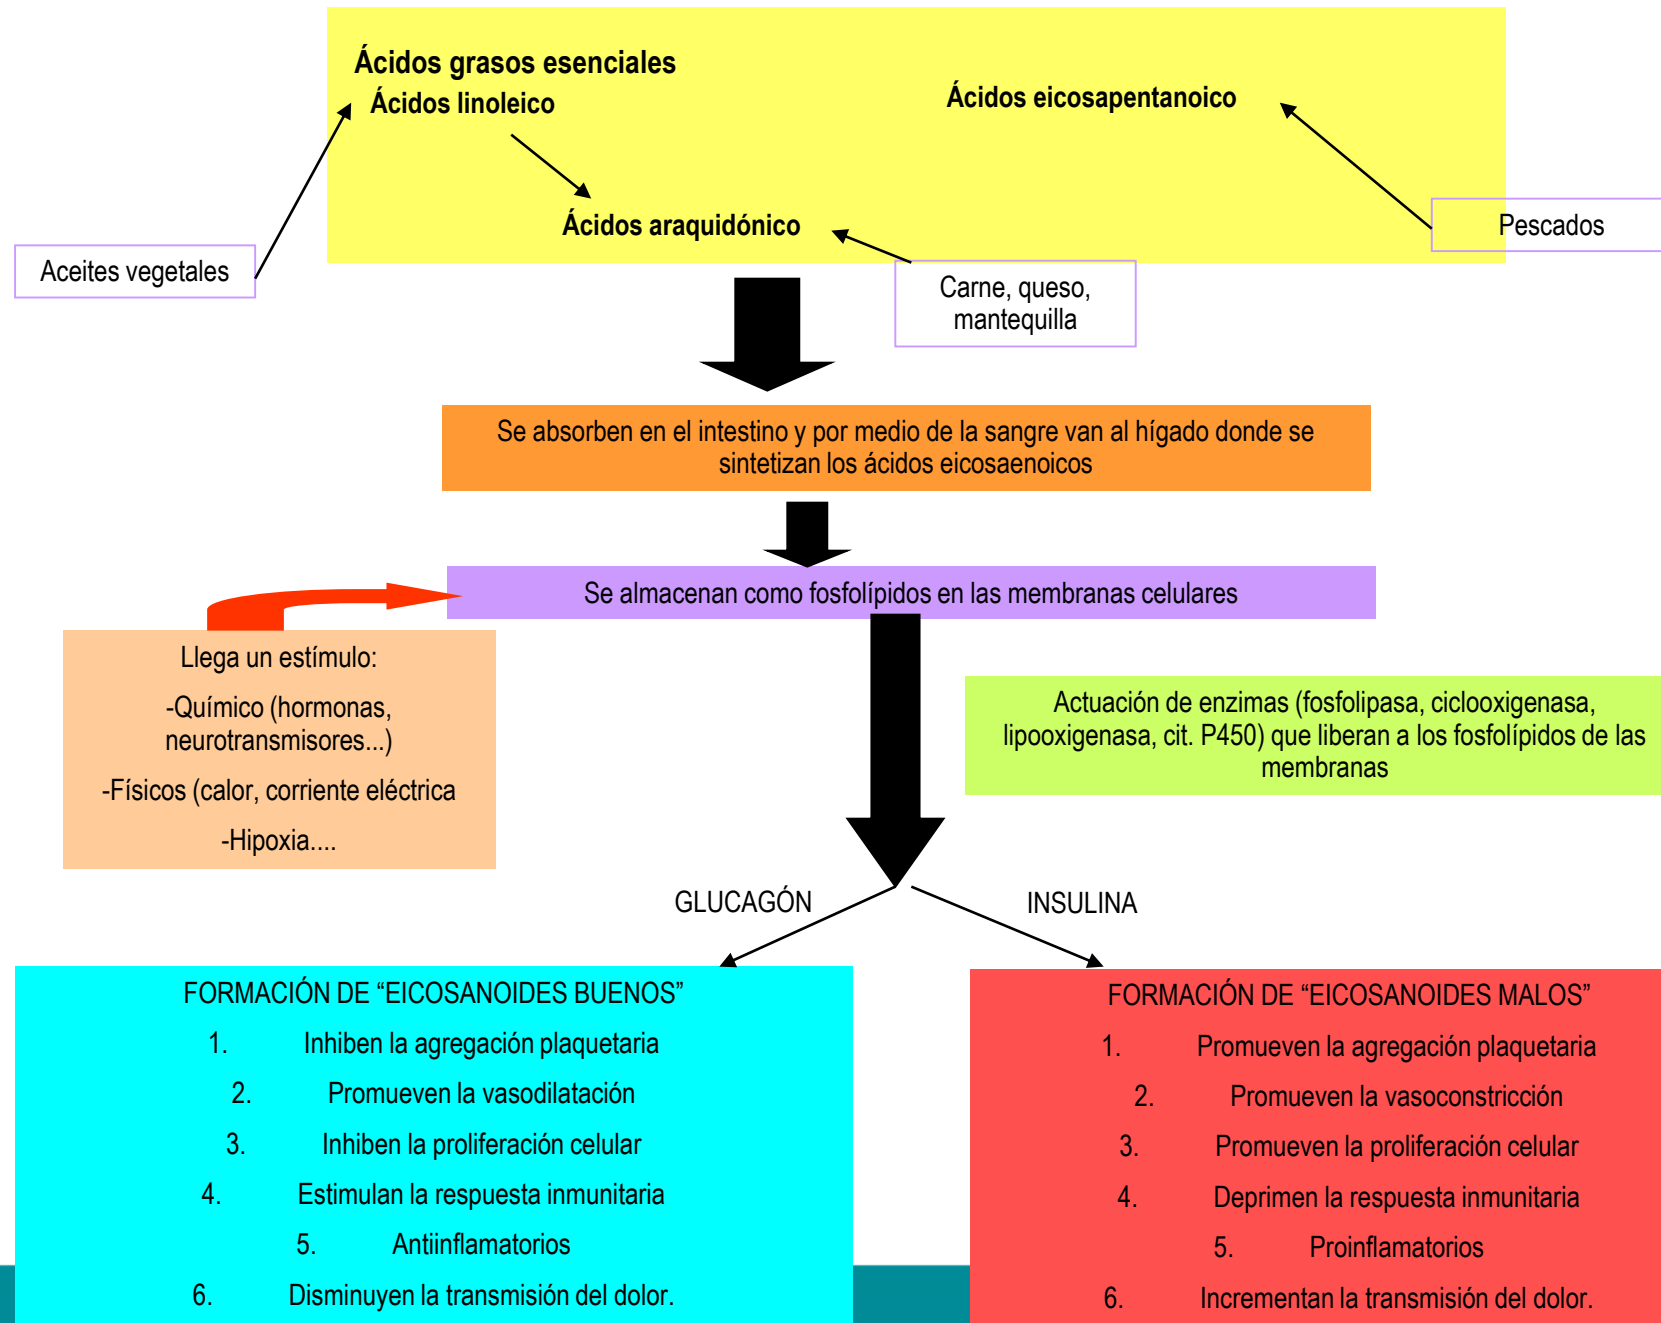 Ácidos grasos esenciales
Ácidos linoleico
Ácidos eicosapentanoico
Ácidos araquidónico
Pescados
Aceites vegetales
Carne, queso,
mantequilla
Se absorben en el intestino y por medio de la sangre van al hígado donde se
sintetizan los ácidos eicosaenoicos
Se almacenan como fosfolípidos en las membranas celulares
Llega un estímulo:
-Químico (hormonas,
neurotransmisores...)
-Físicos (calor, corriente eléctrica
-Hipoxia....
Actuación de enzimas (fosfolipasa, ciclooxigenasa,
lipooxigenasa, cit. P450) que liberan a los fosfolípidos de las
membranas
GLUCAGÓN
INSULINA
FORMACIÓN DE “EICOSANOIDES BUENOS”
1. Inhiben la agregación plaquetaria
2. Promueven la vasodilatación
3. Inhiben la proliferación celular
4. Estimulan la respuesta inmunitaria
5. Antiinflamatorios
6. Disminuyen la transmisión del dolor.
FORMACIÓN DE “EICOSANOIDES MALOS”
1. Promueven la agregación plaquetaria
2. Promueven la vasoconstricción
3. Promueven la proliferación celular
4. Deprimen la respuesta inmunitaria
5. Proinflamatorios
6. Incrementan la transmisión del dolor.